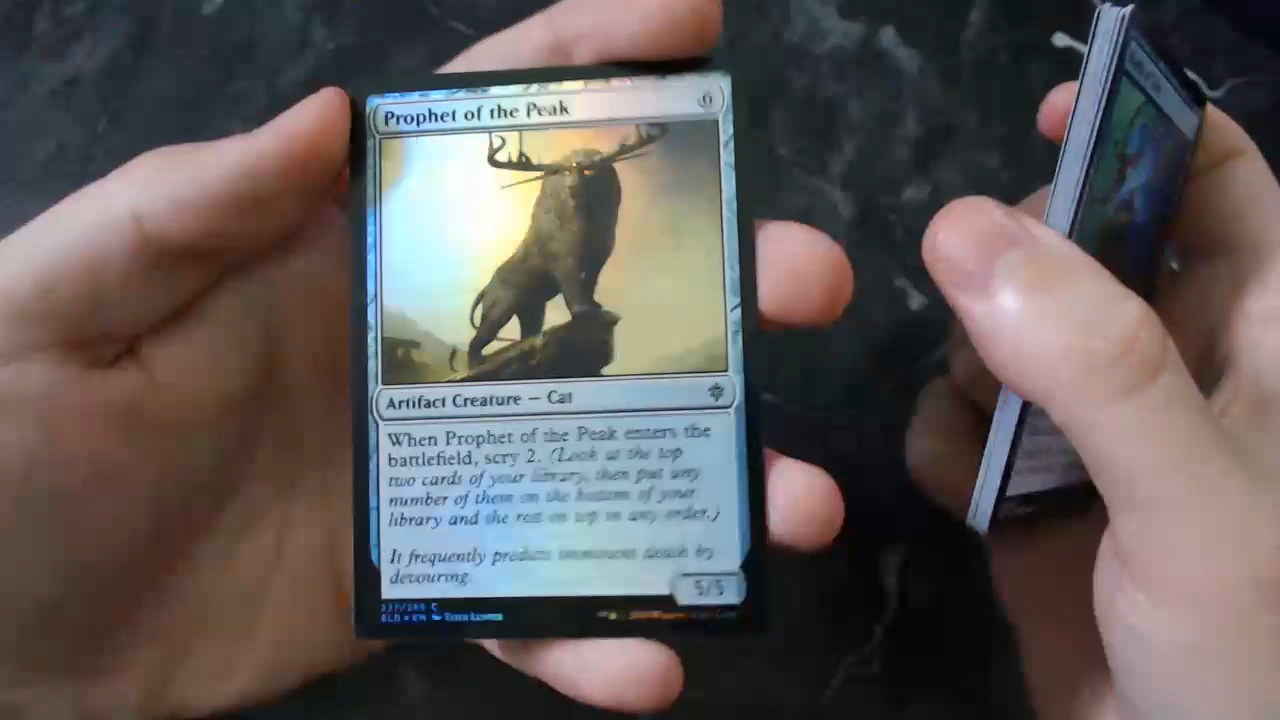 Prophet of the Peak 6
Artifact Creature — Cat
When Prophet of the Peak enters the
battlefield, scry 2. (Look at the top
two cards of your library, then put any
number of them on the bottom of your
library and the rest on top in any order.)
It frequently predicts imminent death by
devouring.
5/5
ELD • EN